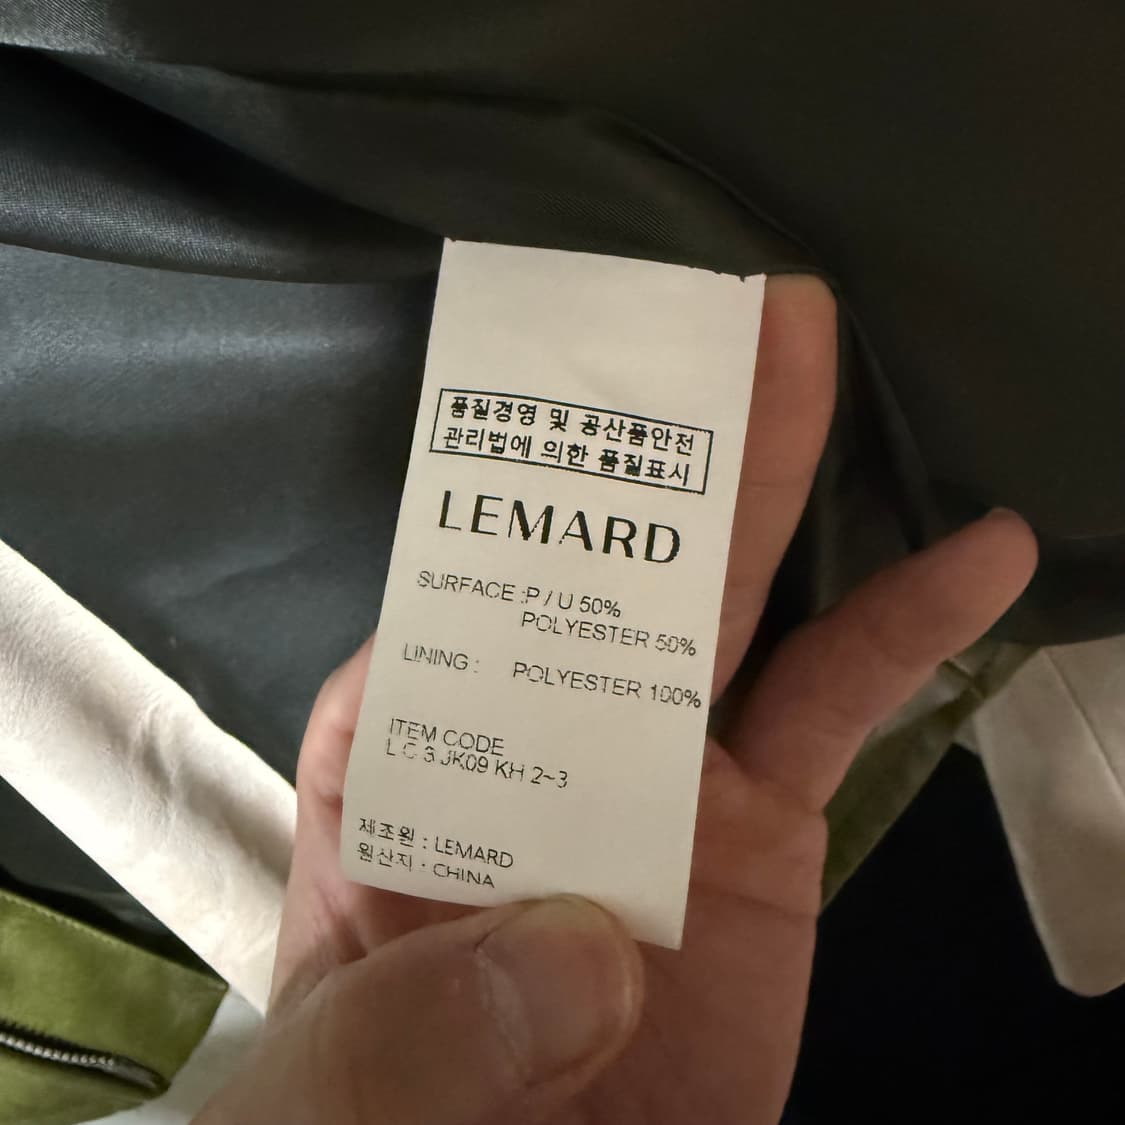 품질경영 및 공산품안전
관리법에 의한 품질표시
LEMARD
SURFACE :P / U 50%
POLYESTER 50%
LINING : POLYESTER 100%
ITEM CODE
L C 3 JK09 KH 2~3
제조원 : LEMARD
원산지 : CHINA